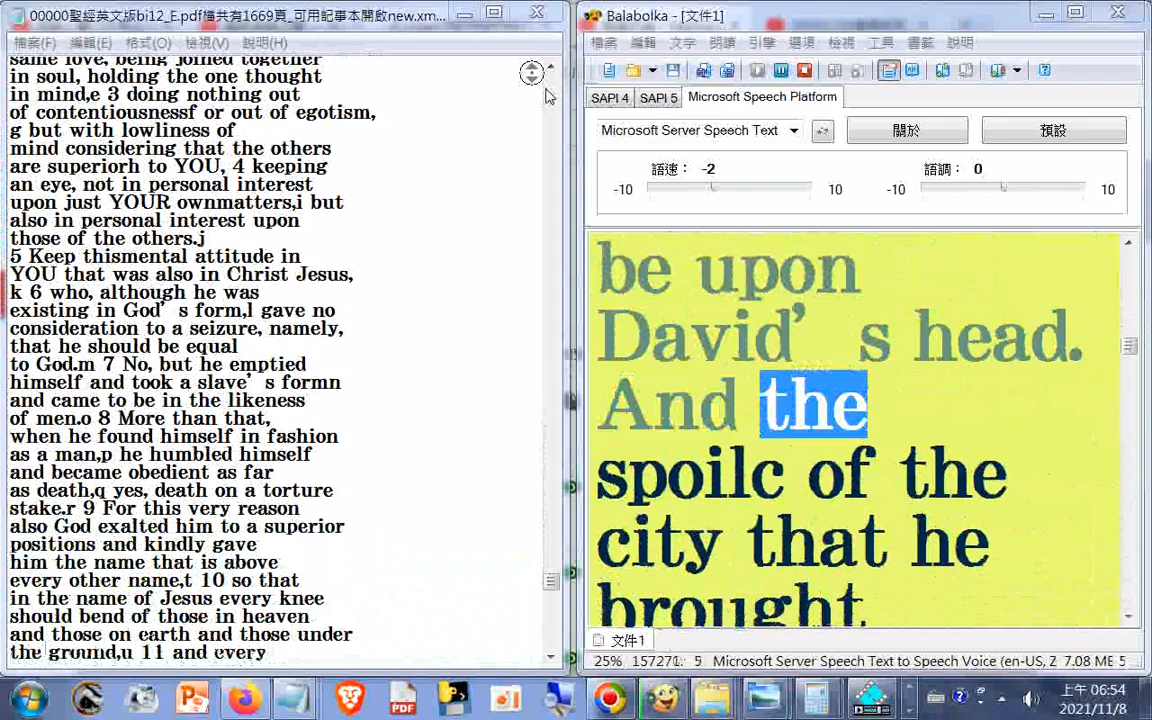 00000聖經英文版bi12_E.pdf檔共有1669頁_可用記事本開啟new.xm...
檔案(F) 編輯(E) 格式(O) 檢視(V) 說明(H)
same love, being joined together
in soul, holding the one thought
in mind,e 3 doing nothing out
of contentiousnessf or out of egotism,
g but with lowliness of
mind considering that the others
are superiorh to YOU, 4 keeping
an eye, not in personal interest
upon just YOUR ownmatters,i but
also in personal interest upon
those of the others.j
5 Keep thismental attitude in
YOU that was also in Christ Jesus,
k 6 who, although he was
existing in God’s form,l gave no
consideration to a seizure, namely,
that he should be equal
to God.m 7 No, but he emptied
himself and took a slave’s formn
and came to be in the likeness
of men.o 8 More than that,
when he found himself in fashion
as a man,p he humbled himself
and became obedient as far
as death,q yes, death on a torture
stake.r 9 For this very reason
also God exalted him to a superior
positions and kindly gave
him the name that is above
every other name,t 10 so that
in the name of Jesus every knee
should bend of those in heaven
and those on earth and those under
the ground,u 11 and every
Balabolka - [文件1]
檔案 編輯 文字 朗讀 引擎 選項 檢視 工具 書籤 說明
SAPI 4 SAPI 5 Microsoft Speech Platform
Microsoft Server Speech Text 關於 預設
語速： -2 語調： 0
-10 10 -10 10
be upon
David’s head.
And the
spoilc of the
city that he
brought
文件1
25% 157271: 5 Microsoft Server Speech Text to Speech Voice (en-US, Z 7.08 ME 5
PDF
上午 06:54
2021/11/8